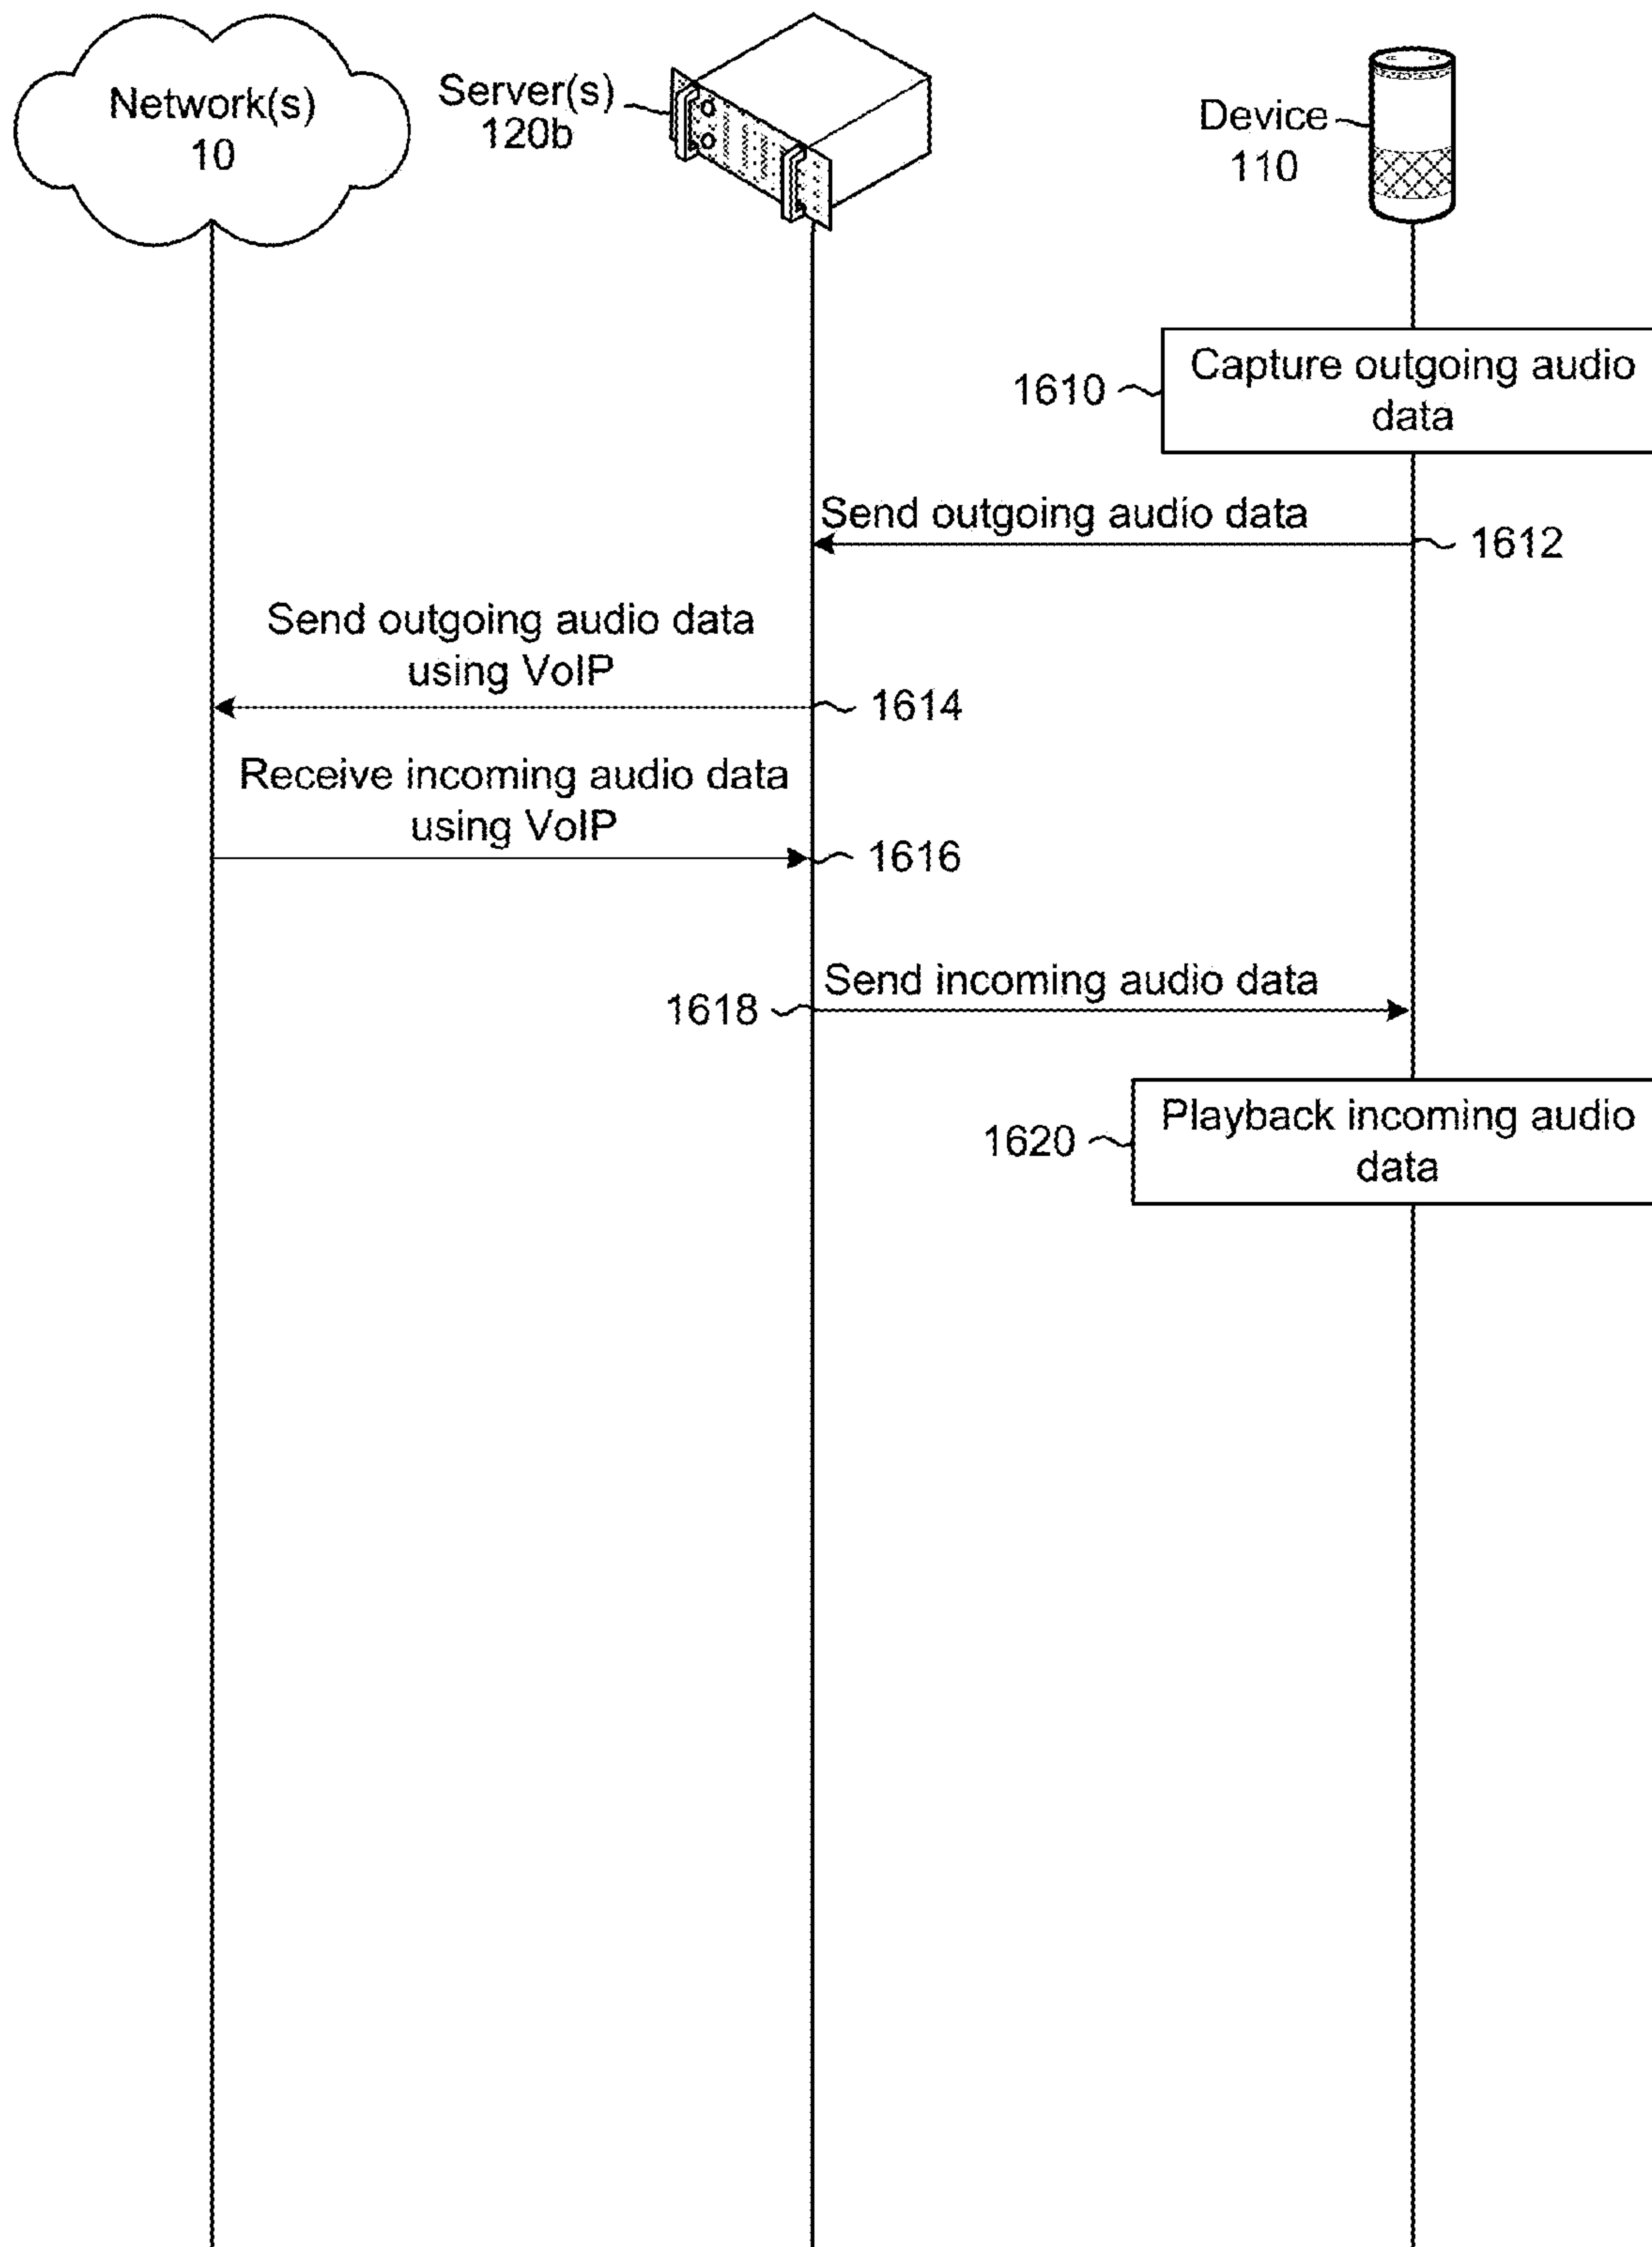 Network(s)
10
Server(s)
120b
Device
110
Capture outgoing audio
data
1610
Send outgoing audio data
1612
Send outgoing audio data
using VoIP
1614
Receive incoming audio data
using VoIP
1616
Send incoming audio data
1618
Playback incoming audio
data
1620